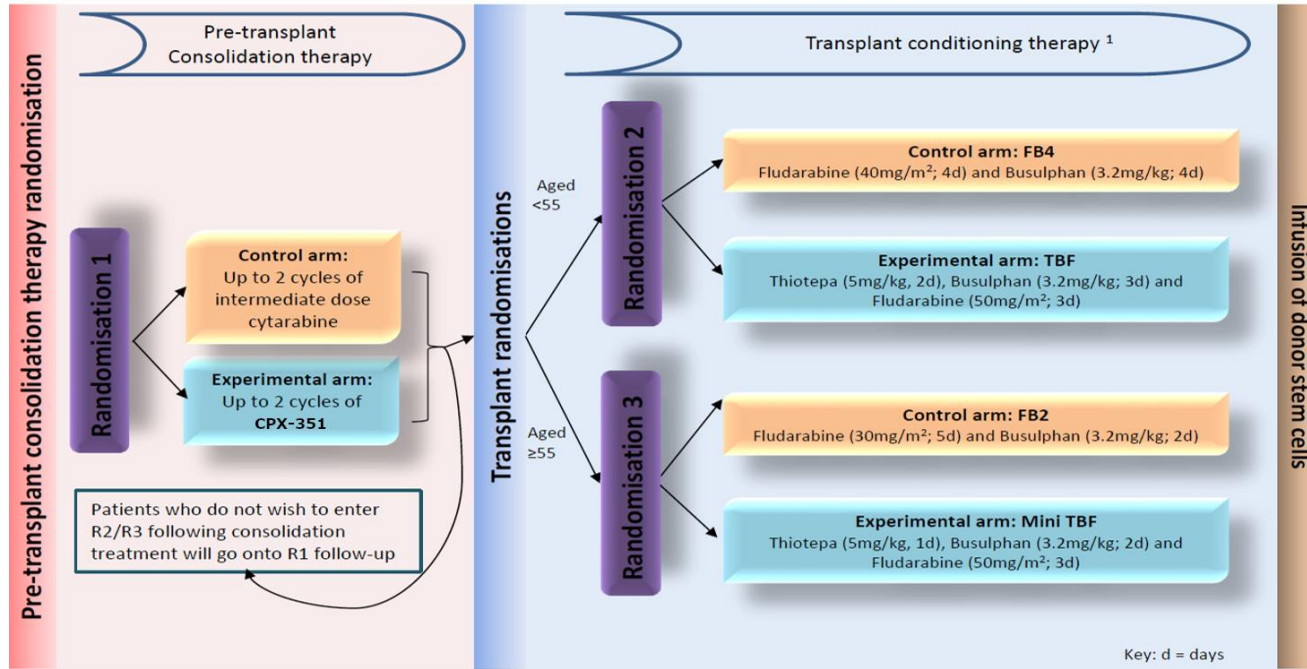 Pre-transplant consolidation therapy randomisation
Pre-transplant
Consolidation therapy
Randomisation 1
Control arm:
Up to 2 cycles of
intermediate dose
cytarabine
Experimental arm:
Up to 2 cycles of
CPX-351
Patients who do not wish to enter
R2/R3 following consolidation
treatment will go onto R1 follow-up
Transplant randomisations
Transplant conditioning therapy ¹
Aged
<55
Randomisation 2
Control arm: FB4
Fludarabine (40mg/m²; 4d) and Busulphan (3.2mg/kg; 4d)
Experimental arm: TBF
Thiotepa (5mg/kg, 2d), Busulphan (3.2mg/kg; 3d) and
Fludarabine (50mg/m²; 3d)
Aged
≥55
Randomisation 3
Control arm: FB2
Fludarabine (30mg/m²; 5d) and Busulphan (3.2mg/kg; 2d)
Experimental arm: Mini TBF
Thiotepa (5mg/kg, 1d), Busulphan (3.2mg/kg; 2d) and
Fludarabine (50mg/m²; 3d)
Key: d = days
Infusion of donor stem cells